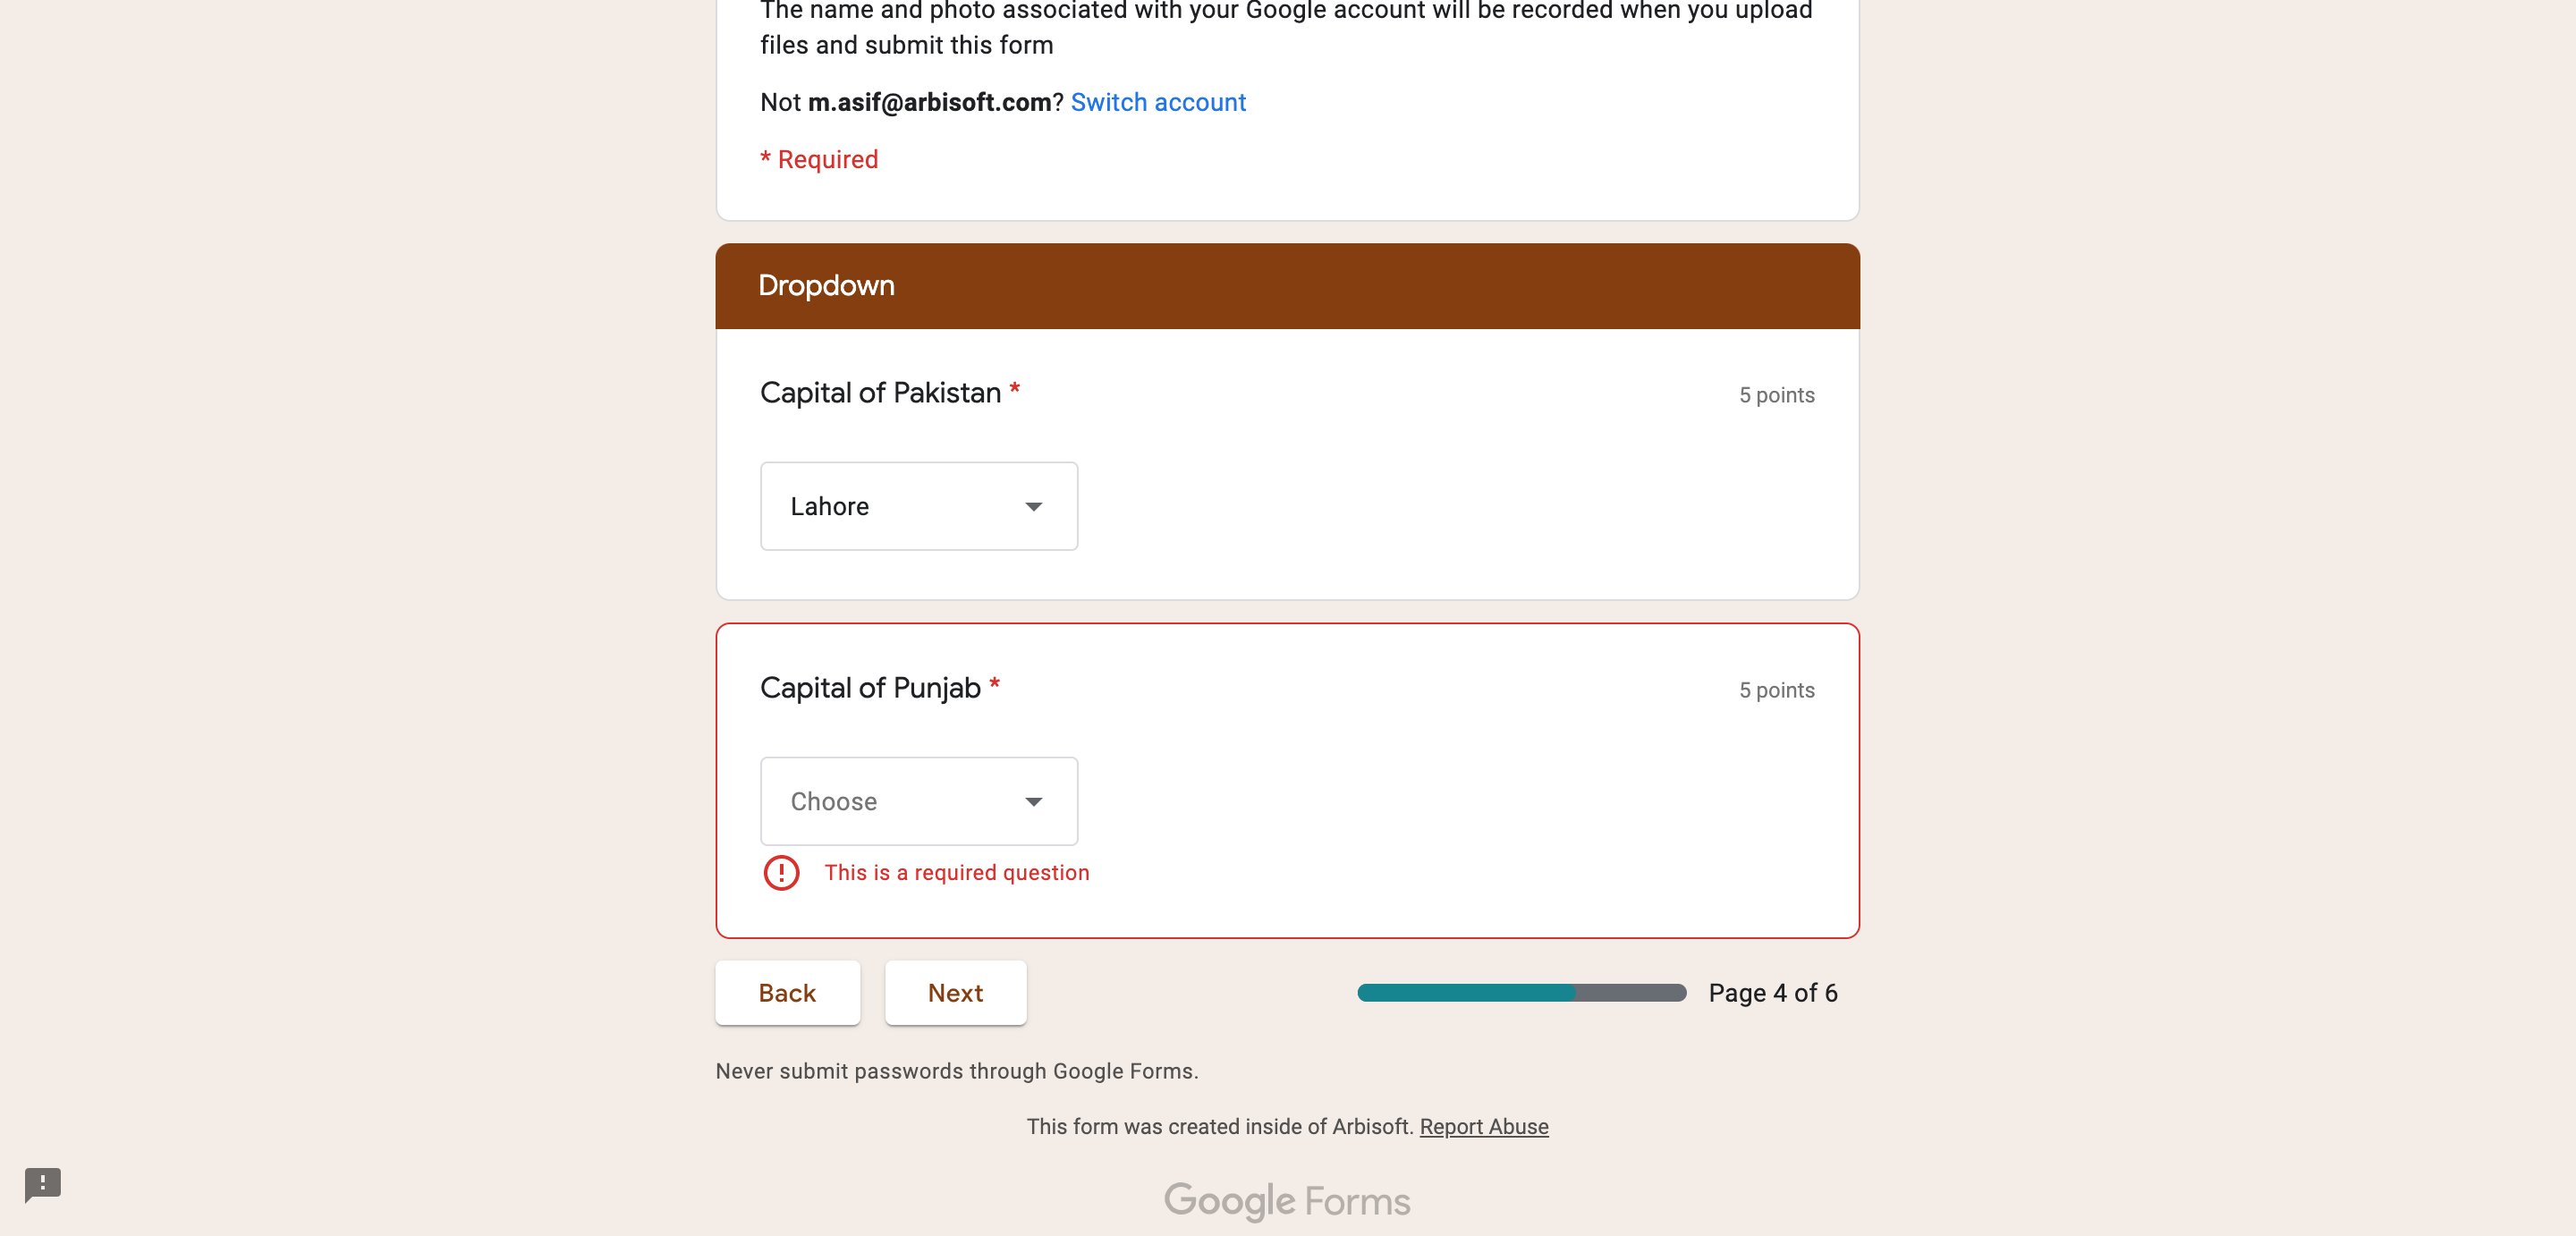 The name and photo associated with your Google account will be recorded when you upload
files and submit this form
Not m.asif@arbisoft.com? Switch account
* Required
Dropdown
Capital of Pakistan *
5 points
Lahore
Capital of Punjab *
5 points
Choose
This is a required question
Back
Next
Page 4 of 6
Never submit passwords through Google Forms.
This form was created inside of Arbisoft. Report Abuse
Google Forms